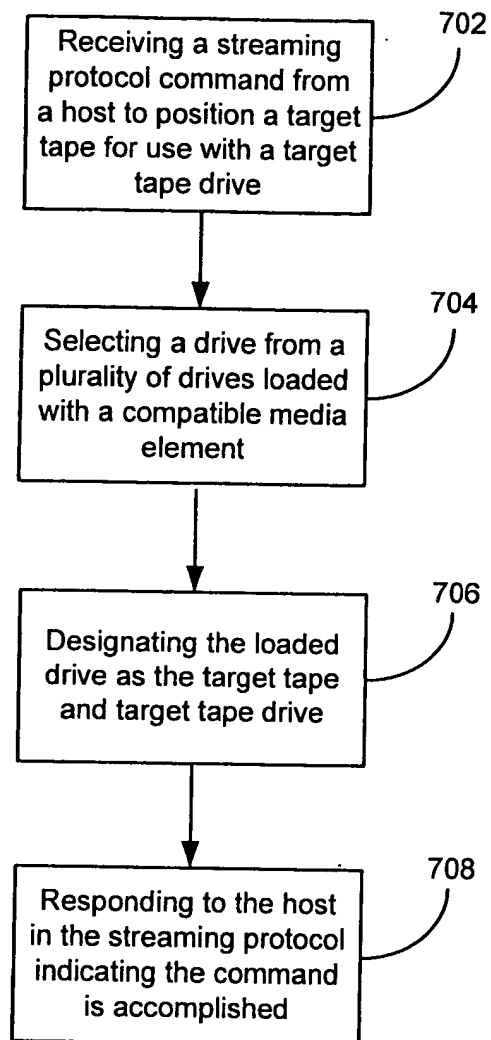 702
Receiving a streaming
protocol command from
a host to position a target
tape for use with a target
tape drive
704
Selecting a drive from a
plurality of drives loaded
with a compatible media
element
706
Designating the loaded
drive as the target tape
and target tape drive
708
Responding to the host
in the streaming protocol
indicating the command
is accomplished